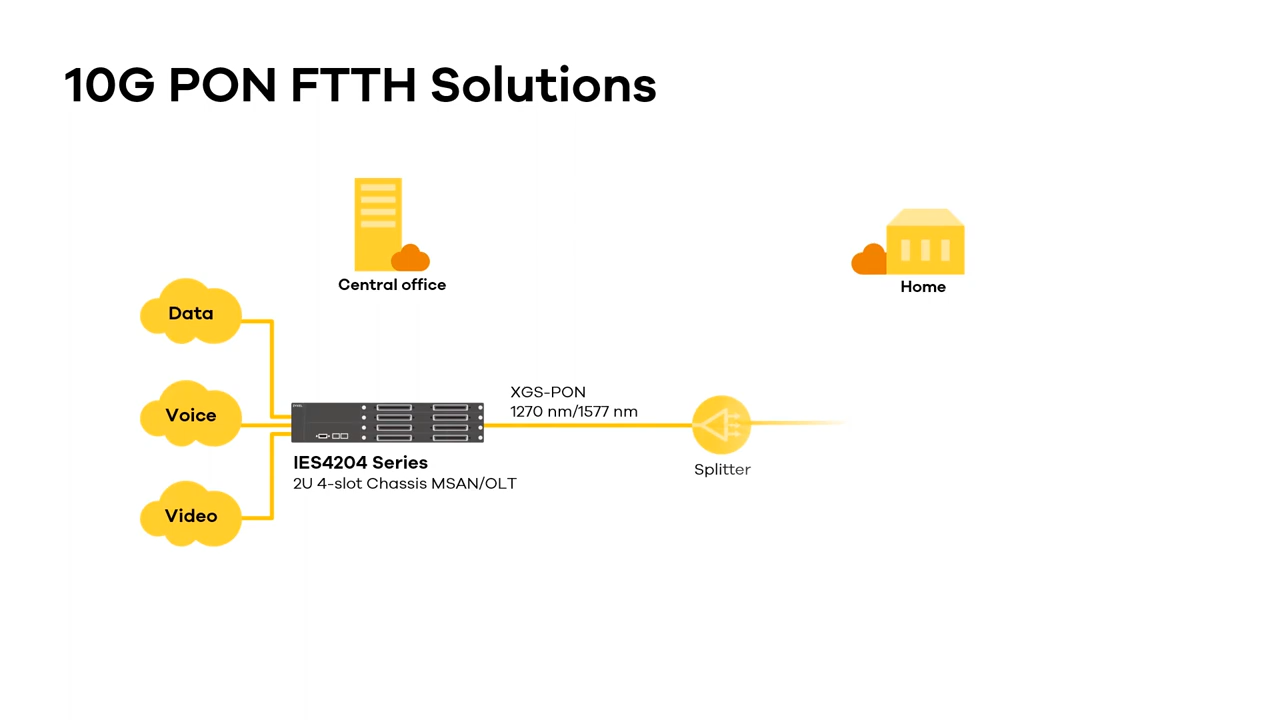 10G PON FTTH Solutions
Central office
Home
Data
Voice
Video
XGS-PON
1270 nm/1577 nm
IES4204 Series
2U 4-slot Chassis MSAN/OLT
Splitter